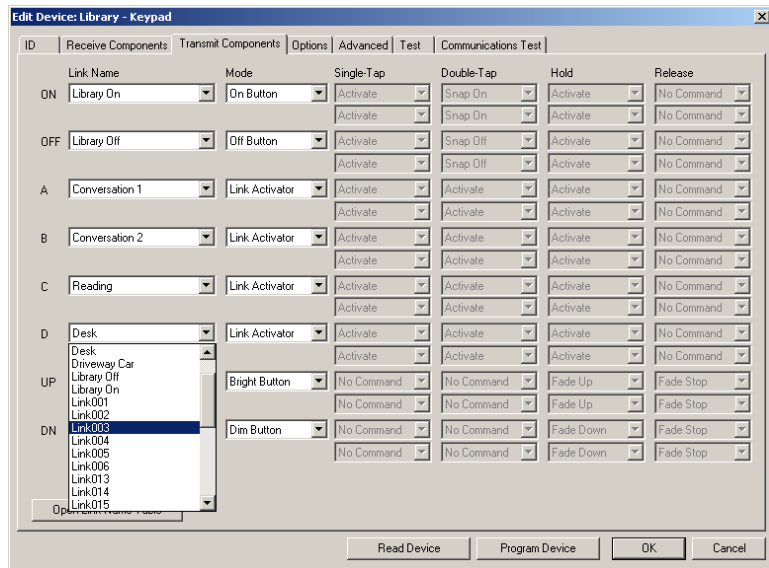 Edit Device: Library - Keypad
ID Receive Components Transmit Components Options Advanced Test Communications Test
Link Name Mode Single-Tap Double-Tap Hold Release
ON Library On On Button Activate Snap On Activate No Command
Activate Snap On Activate No Command
OFF Library Off Off Button Activate Snap Off Activate No Command
Activate Snap Off Activate No Command
A Conversation 1 Link Activator Activate Activate Activate No Command
Activate Activate Activate No Command
B Conversation 2 Link Activator Activate Activate Activate No Command
Activate Activate Activate No Command
C Reading Link Activator Activate Activate Activate No Command
Activate Activate Activate No Command
D Desk Link Activator Activate Activate Activate No Command
Activate Activate Activate No Command
Desk
Driveway Car
Library Off
Library On
Link001
Link002
Link003
Link004
Link005
Link006
Link013
Link014
Link015
UP Bright Button No Command No Command Fade Up Fade Stop
No Command No Command Fade Up Fade Stop
DN Dim Button No Command No Command Fade Down Fade Stop
No Command No Command Fade Down Fade Stop
Open Link Name Table
Read Device Program Device OK Cancel